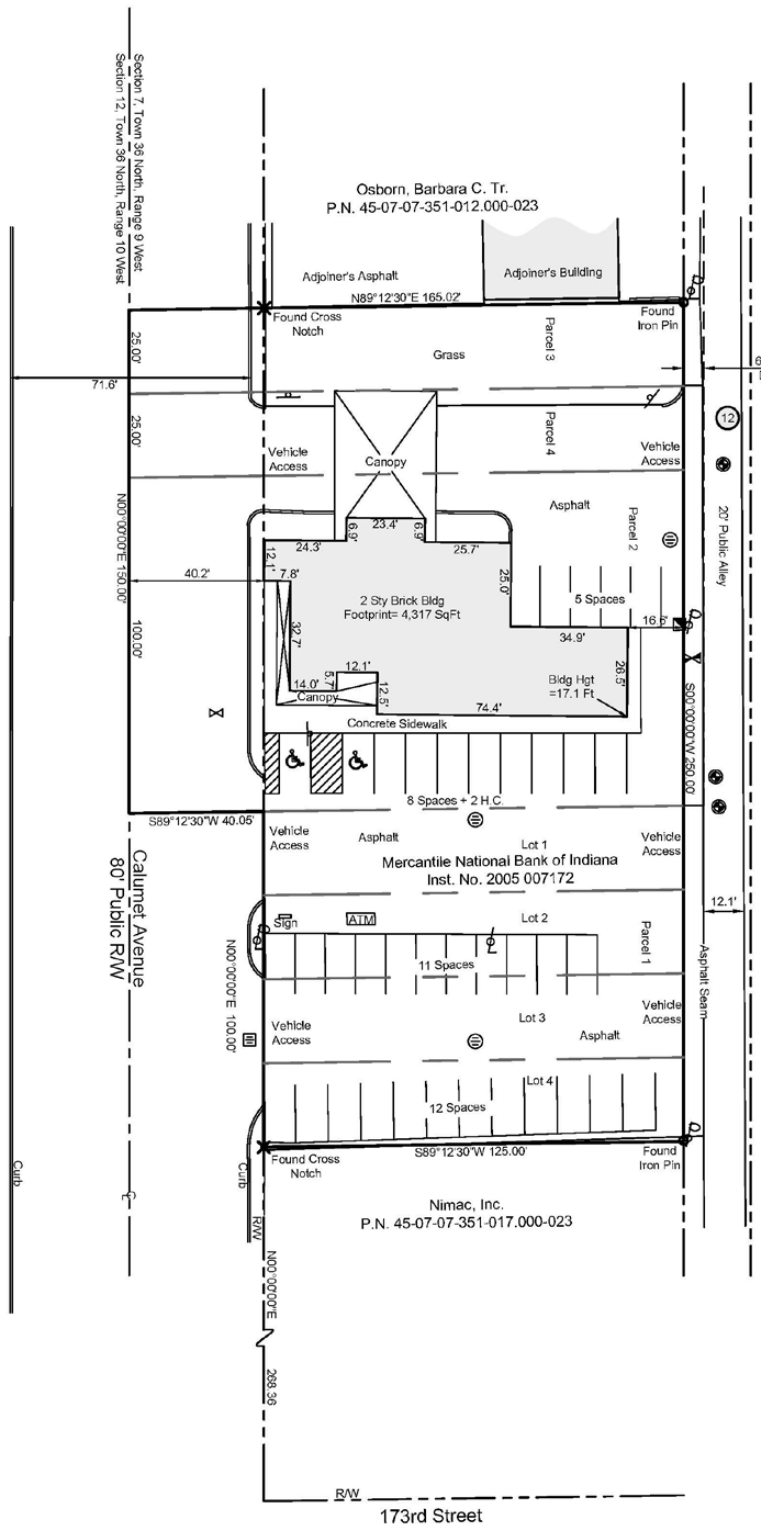 Section 7, Town 36 North, Range 9 West
Section 12, Town 36 North, Range 10 West
Osborn, Barbara C. Tr.
P.N. 45-07-07-351-012.000-023
Adjoiner's Asphalt
Adjoiner's Building
N89°12'30"E 165.02'
Found Cross
Notch
Found
Iron Pin
25.00'
Parcel 3
Grass
71.6'
12
25.00'
Parcel 4
Vehicle
Access
Canopy
Vehicle
Access
Asphalt
Parcel 2
20' Public Alley
N00°00'00"E 150.00'
23.4'
6.9'
6.9'
24.3'
25.7'
12.1'
7.8'
25.0'
40.2'
2 Sty Brick Bldg
Footprint= 4,317 SqFt
5 Spaces
16.6'
34.9'
100.00'
32.7'
12.1'
5.7'
14.0'
12.5'
Canopy
Bldg Hgt
=17.1 Ft
26.5'
74.4'
S00°00'00"W 250.00'
Concrete Sidewalk
8 Spaces + 2 H.C.
S89°12'30"W 40.05'
Vehicle
Access
Asphalt
Lot 1
Vehicle
Access
Mercantile National Bank of Indiana
Inst. No. 2005 007172
Calumet Avenue
80' Public R/W
12.1'
Sign
ATM
Lot 2
Parcel 1
11 Spaces
Asphalt Seam
N00°00'00"E 100.00'
Vehicle
Access
Lot 3
Asphalt
Vehicle
Access
Lot 4
12 Spaces
S89°12'30"W 125.00'
Found Cross
Notch
Found
Iron Pin
Curb
Curb
R/W
Nimac, Inc.
P.N. 45-07-07-351-017.000-023
N00°00'00"E
268.36
R/W
173rd Street